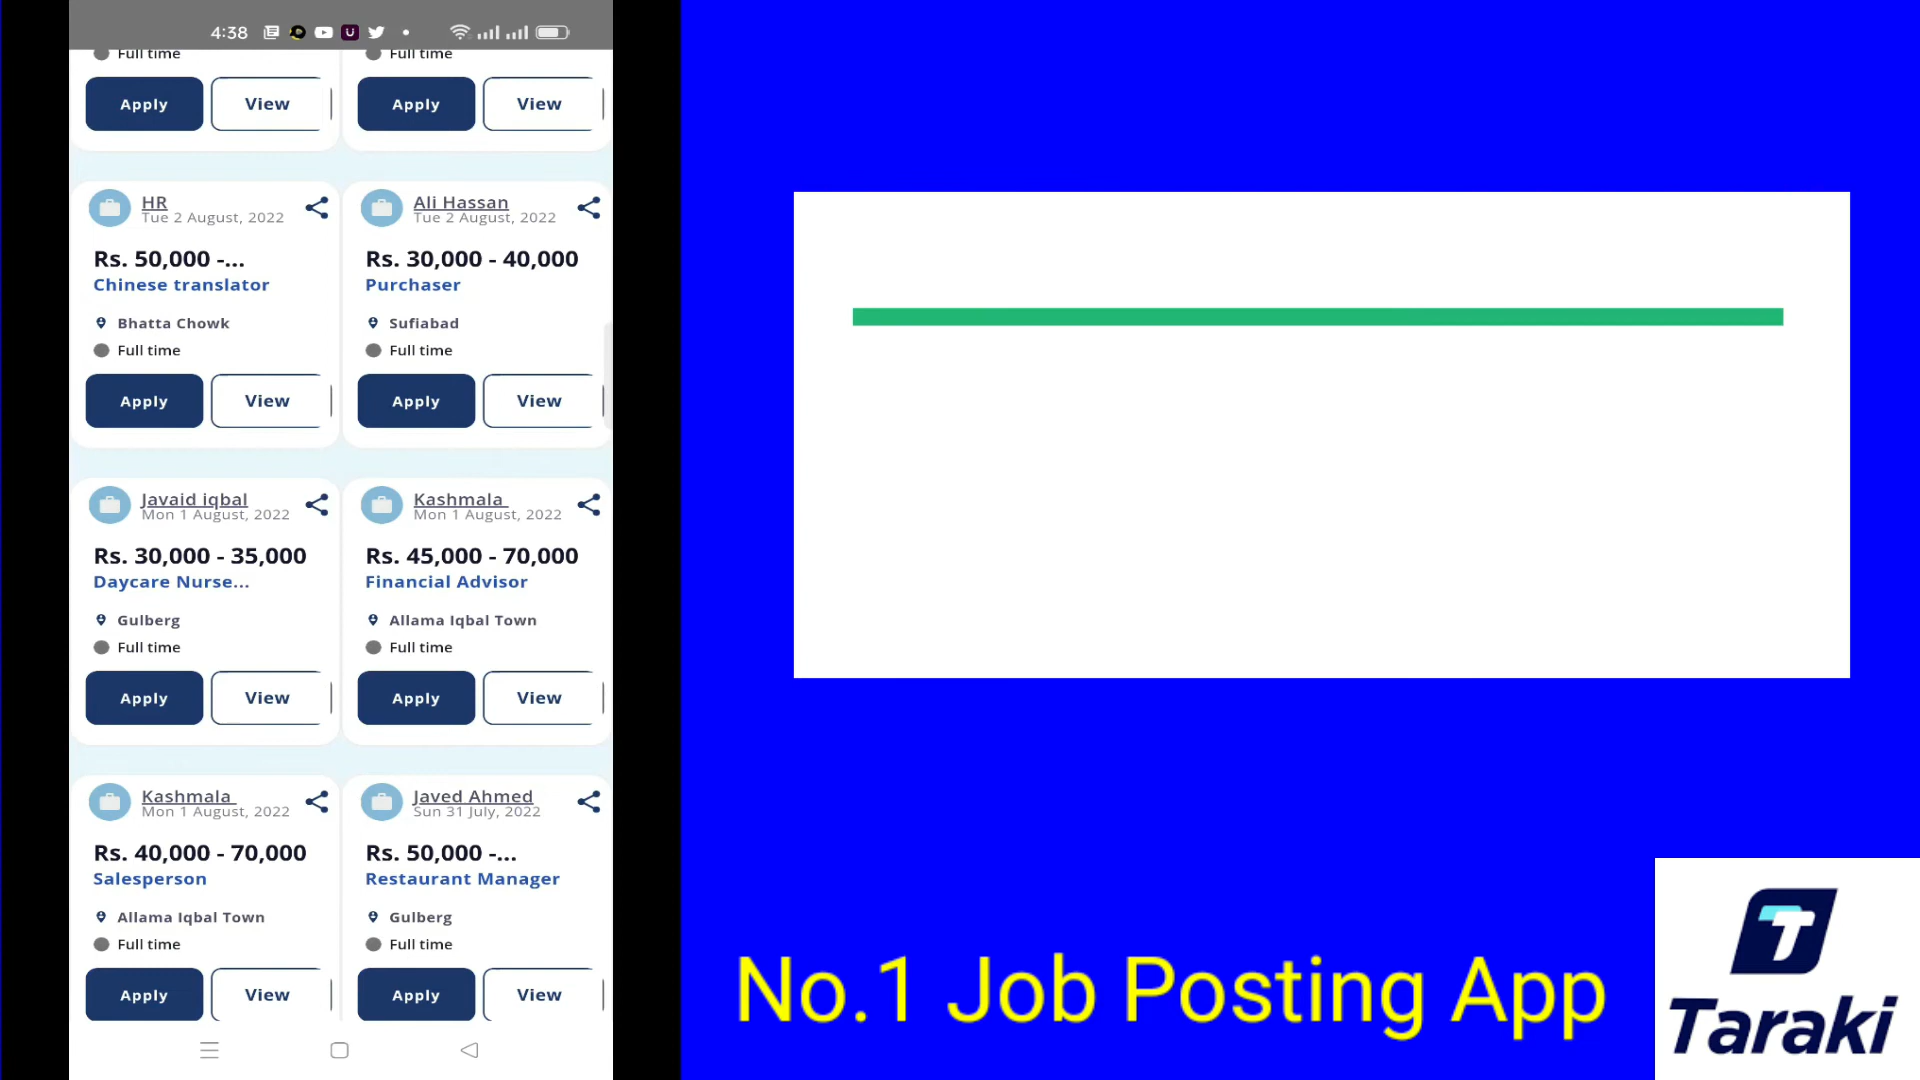 4:38
Full time
Full time
Apply
View
Apply
View
HR
Tue 2 August, 2022
Rs. 50,000 -...
Chinese translator
Bhatta Chowk
Full time
Apply
View
Ali Hassan
Tue 2 August, 2022
Rs. 30,000 - 40,000
Purchaser
Sufiabad
Full time
Apply
View
Javaid iqbal
Mon 1 August, 2022
Rs. 30,000 - 35,000
Daycare Nurse...
Gulberg
Full time
Apply
View
Kashmala
Mon 1 August, 2022
Rs. 45,000 - 70,000
Financial Advisor
Allama Iqbal Town
Full time
Apply
View
Kashmala
Mon 1 August, 2022
Rs. 40,000 - 70,000
Salesperson
Allama Iqbal Town
Full time
Apply
View
Javed Ahmed
Sun 31 July, 2022
Rs. 50,000 -...
Restaurant Manager
Gulberg
Full time
Apply
View
No.1 Job Posting App
T
Taraki